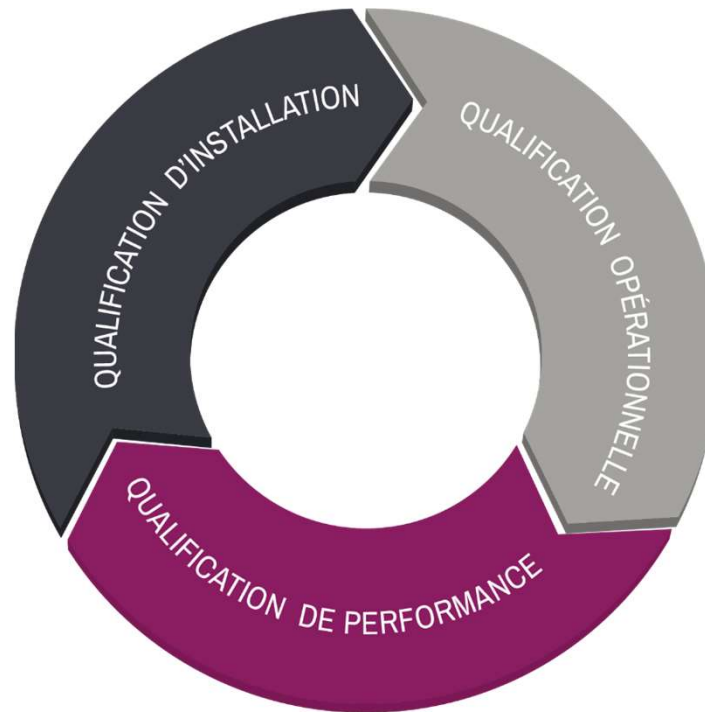 QUALIFICATION D'INSTALLATION
QUALIFICATION OPÉRATIONNELLE
QUALIFICATION DE PERFORMANCE